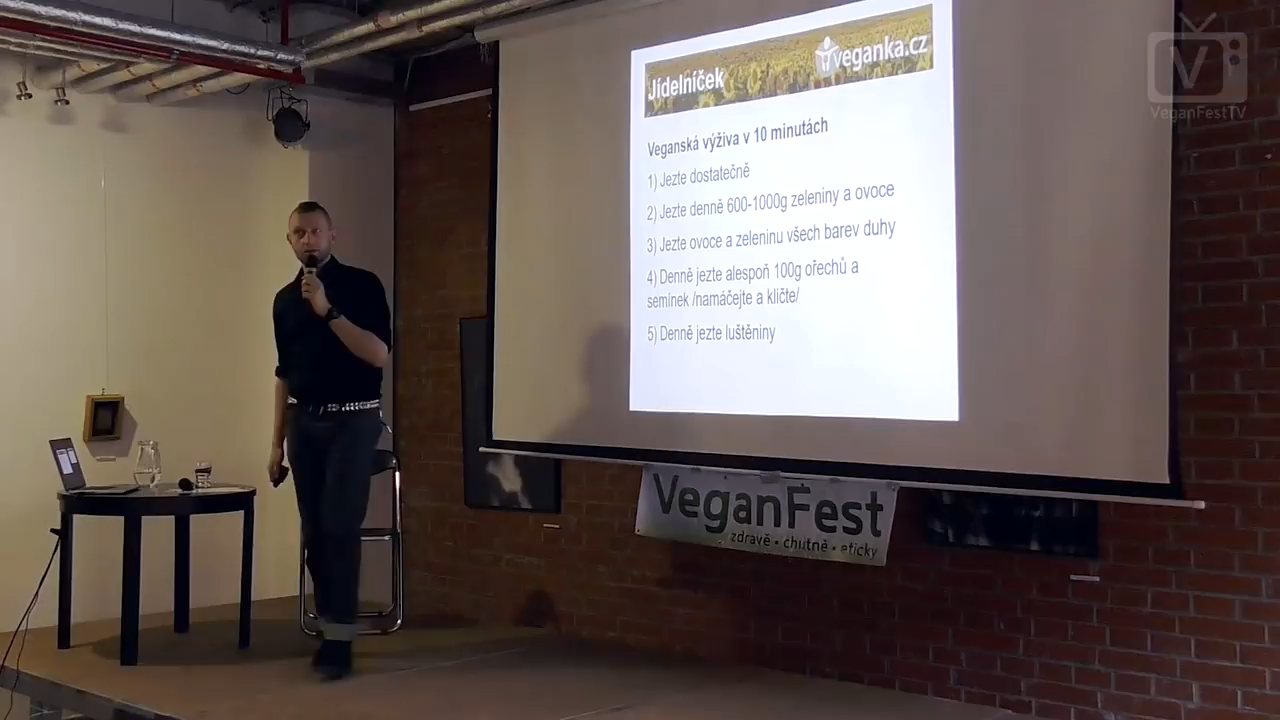 Jídelníček
veganka.cz
Veganská výživa v 10 minutách
1) Jezte dostatečně
2) Jezte denně 600-1000g zeleniny a ovoce
3) Jezte ovoce a zeleninu všech barev duhy
4) Denně jezte alespoň 100g ořechů a
semínek /namáčejte a kličte/
5) Denně jezte luštěniny
VeganFest
zdravě • chutně • eticky
V
VeganFestTV